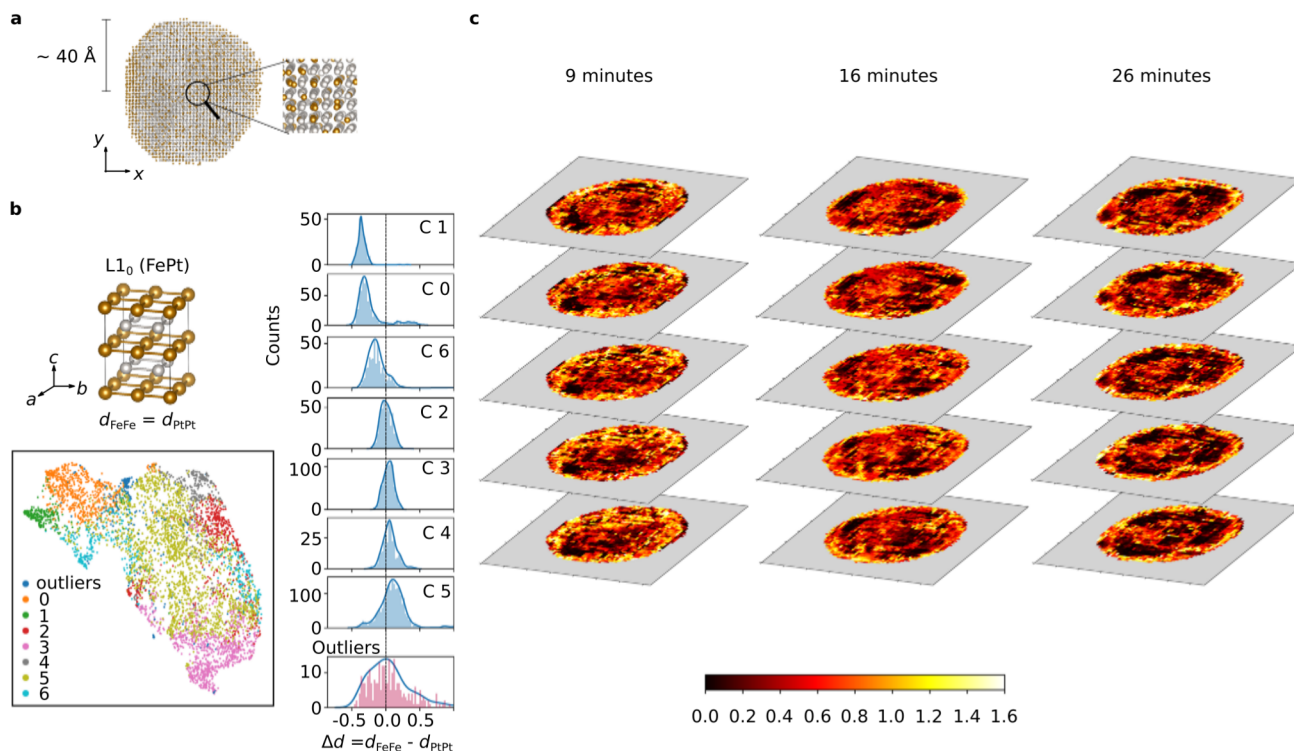 a
~ 40 Å
y
x
b
L1₀ (FePt)
c
a
b
d_FeFe = d_PtPt
outliers
0
1
2
3
4
5
6
Counts
50
0
C 1
50
0
C 0
50
0
C 6
50
0
C 2
100
0
C 3
25
0
C 4
100
0
C 5
Outliers
10
0
-0.5 0.0 0.5
Δd =d_FeFe - d_PtPt
c
9 minutes 16 minutes 26 minutes
0.0 0.2 0.4 0.6 0.8 1.0 1.2 1.4 1.6